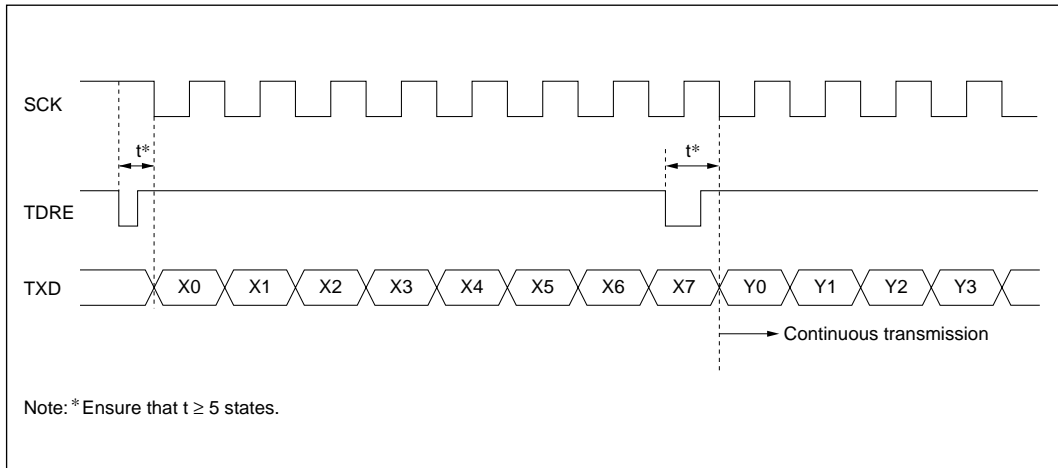 SCK
t*
t*
TDRE
TXD X0 X1 X2 X3 X4 X5 X6 X7 Y0 Y1 Y2 Y3
Continuous transmission
Note: * Ensure that t ≥ 5 states.